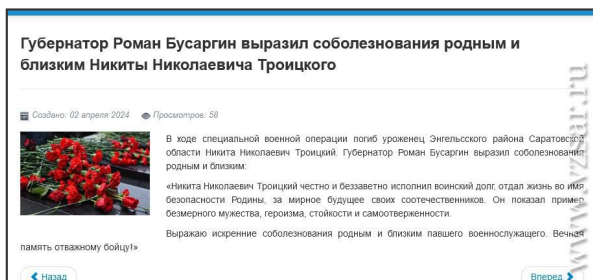 Губернатор Роман Бусаргин выразил соболезнования родным и
близким Никиты Николаевича Троицкого
Создано: 02 апреля 2024 Просмотров: 58
В ходе специальной военной операции погиб уроженец Энгельсского района Саратовской
области Никита Николаевич Троицкий. Губернатор Роман Бусаргин выразил соболезнования
родным и близким:
«Никита Николаевич Троицкий честно и беззаветно исполнил воинский долг, отдал жизнь во имя
безопасности Родины, за мирное будущее своих соотечественников. Он показал пример
безмерного мужества, героизма, стойкости и самоотверженности.
Выражаю искренние соболезнования родным и близким павшего военнослужащего. Вечная
память отважному бойцу!»
Назад Вперед
www.vzsar.ru